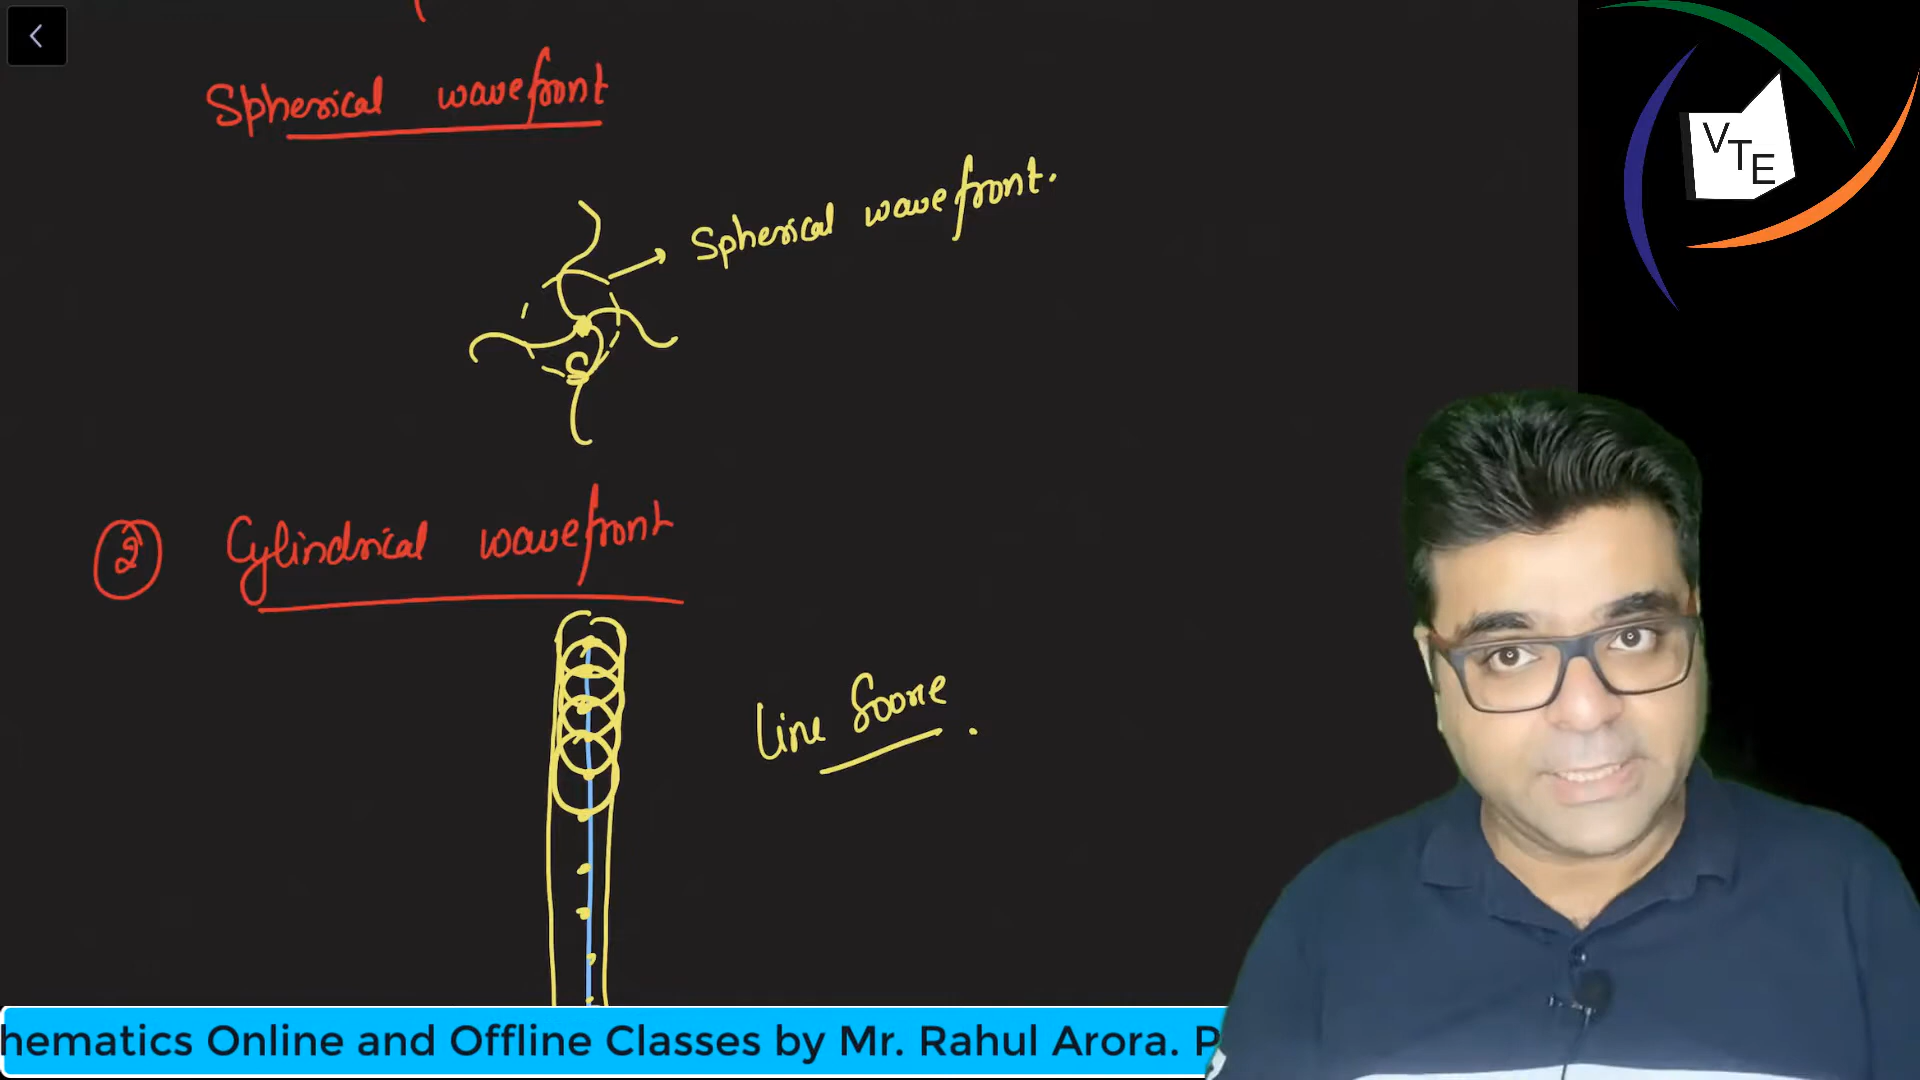 Spherical wavefront
Spherical wavefront.
S
② Cylindrical wavefront
Line Source.
hematics Online and Offline Classes by Mr. Rahul Arora. P
VTE